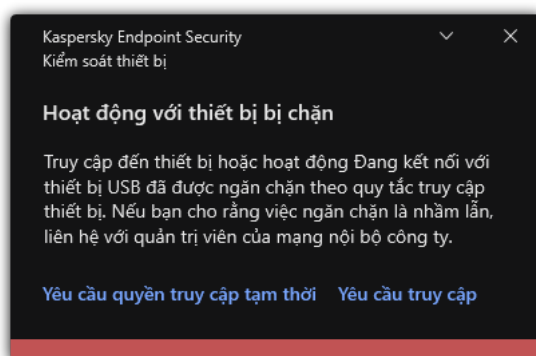 Kaspersky Endpoint Security
Kiểm soát thiết bị
Hoạt động với thiết bị bị chặn
Truy cập đến thiết bị hoặc hoạt động Đang kết nối với
thiết bị USB đã được ngăn chặn theo quy tắc truy cập
thiết bị. Nếu bạn cho rằng việc ngăn chặn là nhầm lẫn,
liên hệ với quản trị viên của mạng nội bộ công ty.
Yêu cầu quyền truy cập tạm thời Yêu cầu truy cập